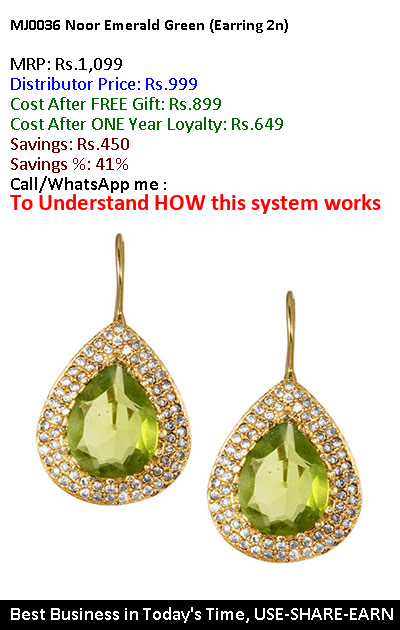 MJ0036 Noor Emerald Green (Earring 2n)
MRP: Rs.1,099
Distributor Price: Rs.999
Cost After FREE Gift: Rs.899
Cost After ONE Year Loyalty: Rs.649
Savings: Rs.450
Savings %: 41%
Call/WhatsApp me :
To Understand HOW this system works
Best Business in Today's Time, USE-SHARE-EARN